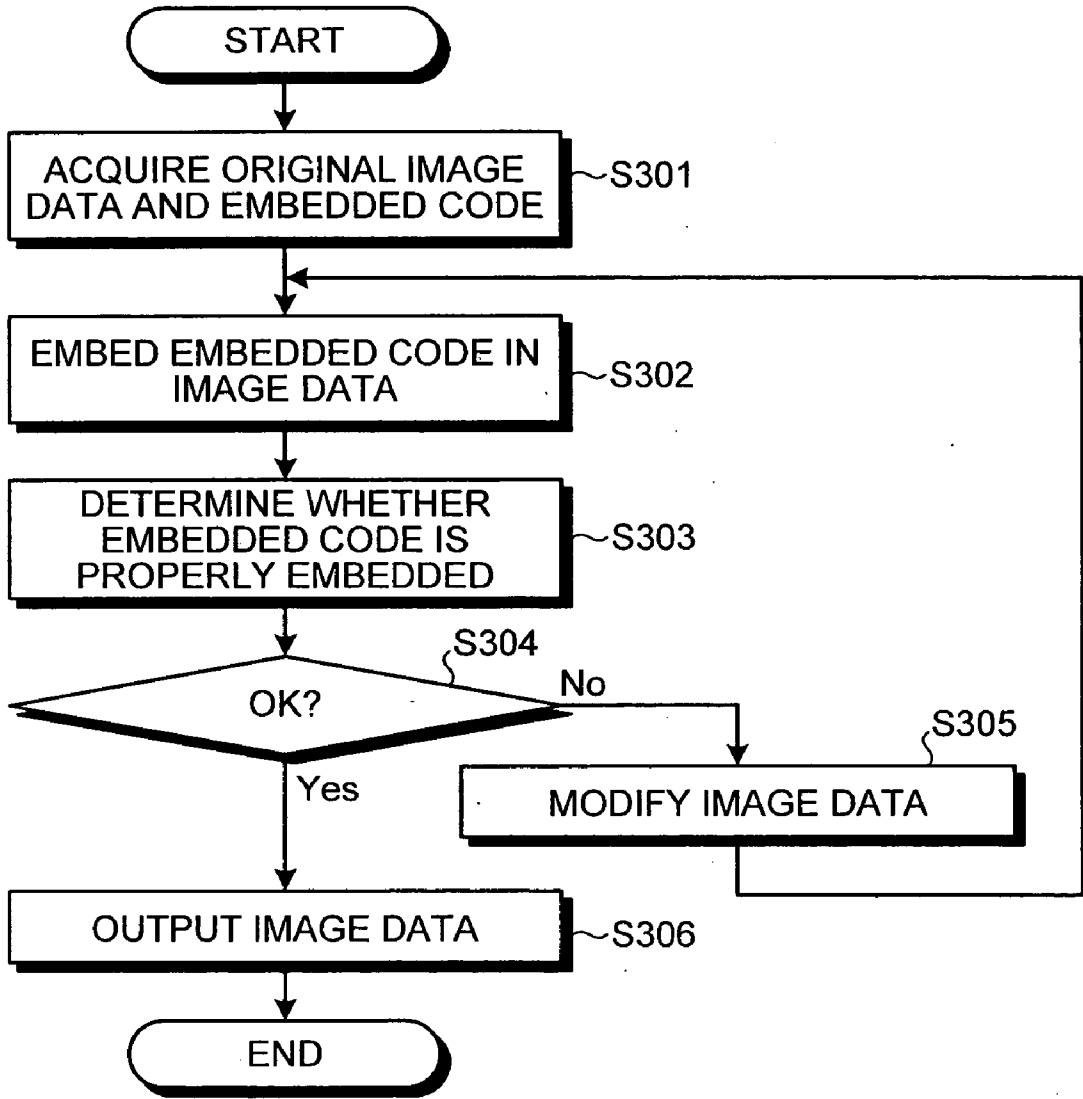 START
ACQUIRE ORIGINAL IMAGE
DATA AND EMBEDDED CODE
S301
EMBED EMBEDDED CODE IN
IMAGE DATA
S302
DETERMINE WHETHER
EMBEDDED CODE IS
PROPERLY EMBEDDED
S303
S304
OK?
No
Yes
S305
MODIFY IMAGE DATA
OUTPUT IMAGE DATA
S306
END